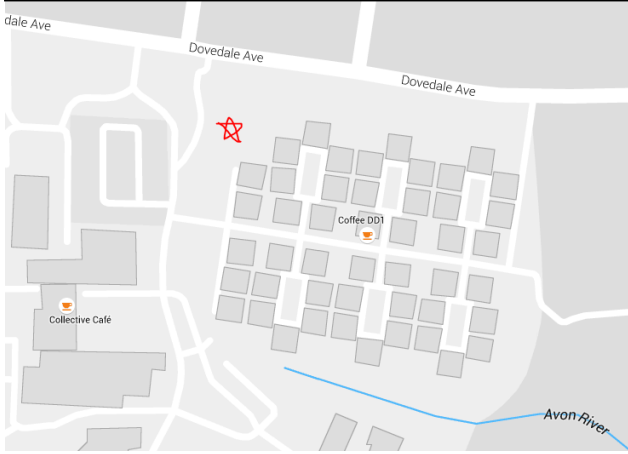 dale Ave
Dovedale Ave
Dovedale Ave
Coffee DD1
Collective Café
Avon River